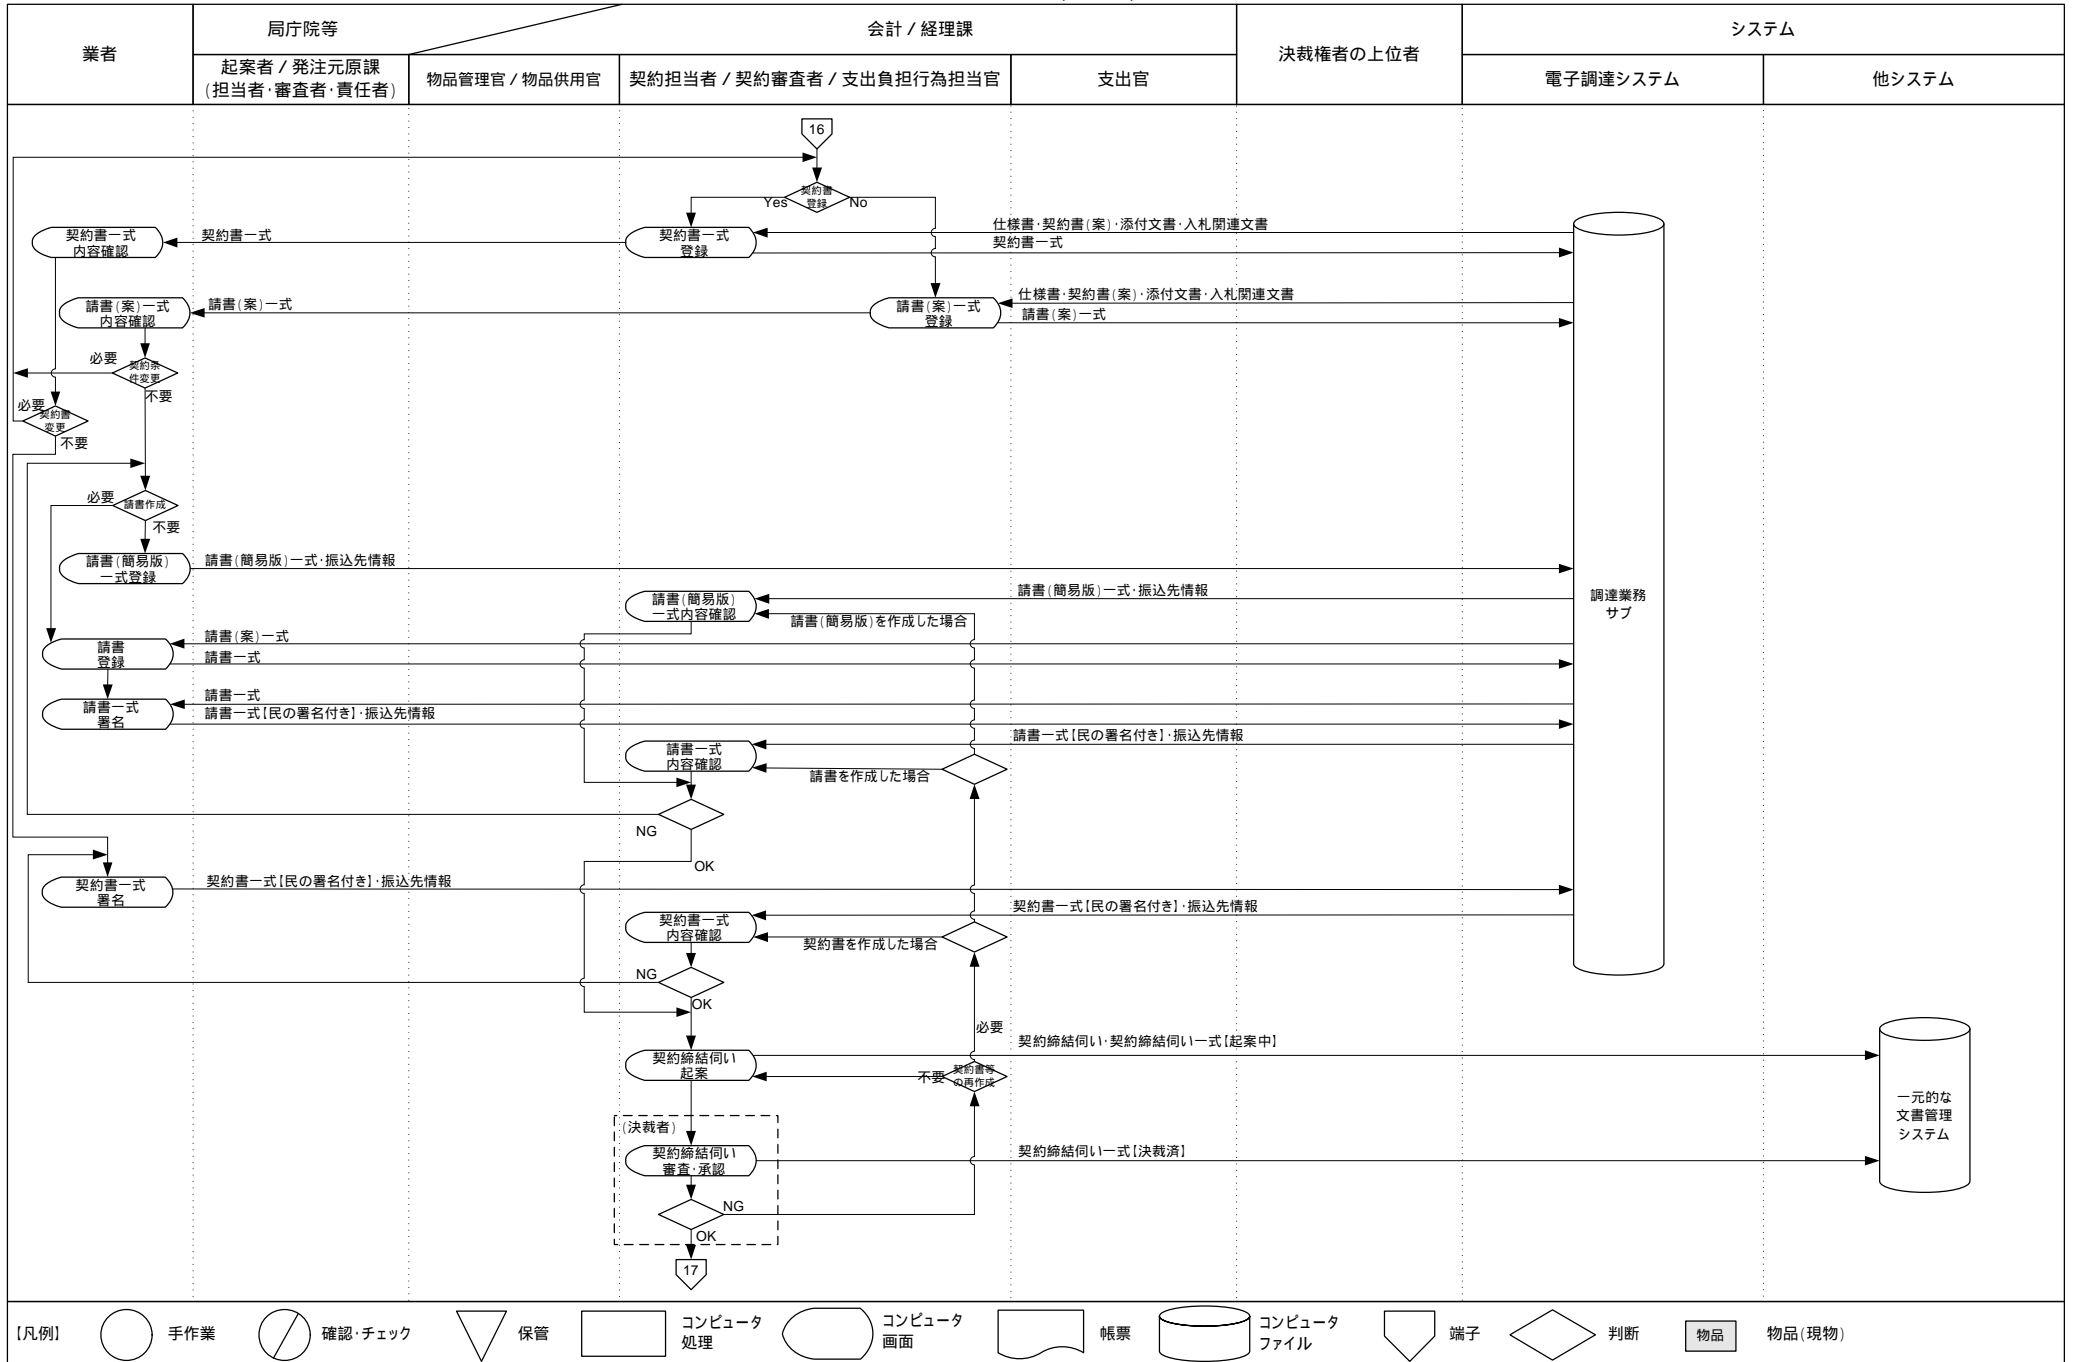 業者
局庁院等
会計/経理課
決裁権者の上位者
システム
起案者/発注元原課
(担当者・審査者・責任者)
物品管理官/物品供用官
契約担当者/契約審査者/支出負担行為担当官
支出官
電子調達システム
他システム
16
契約書
登録
Yes
No
契約書一式
内容確認
契約書一式
契約書一式
登録
仕様書・契約書(案)・添付文書・入札関連文書
契約書一式
請書(案)一式
内容確認
請書(案)一式
請書(案)一式
登録
仕様書・契約書(案)・添付文書・入札関連文書
請書(案)一式
必要
契約条
件変更
不要
必要
契約書
変更
不要
必要
請書作成
不要
請書(簡易版)
一式登録
請書(簡易版)一式・振込先情報
請書(簡易版)
一式内容確認
請書(簡易版)一式・振込先情報
請書(簡易版)を作成した場合
調達業務
サブ
請書
登録
請書(案)一式
請書一式
請書一式
署名
請書一式
請書一式【民の署名付き】・振込先情報
請書一式
内容確認
請書一式【民の署名付き】・振込先情報
請書を作成した場合
NG
OK
契約書一式
署名
契約書一式【民の署名付き】・振込先情報
契約書一式
内容確認
契約書一式【民の署名付き】・振込先情報
契約書を作成した場合
NG
OK
必要
契約締結伺い
起案
契約締結伺い・契約締結伺い一式【起案中】
不要
契約書等
の再作成
一元的な
文書管理
システム
(決裁者)
契約締結伺い
審査・承認
契約締結伺い一式【決裁済】
NG
OK
17
【凡例】
手作業
確認・チェック
保管
コンピュータ
処理
コンピュータ
画面
帳票
コンピュータ
ファイル
端子
判断
物品
物品(現物)